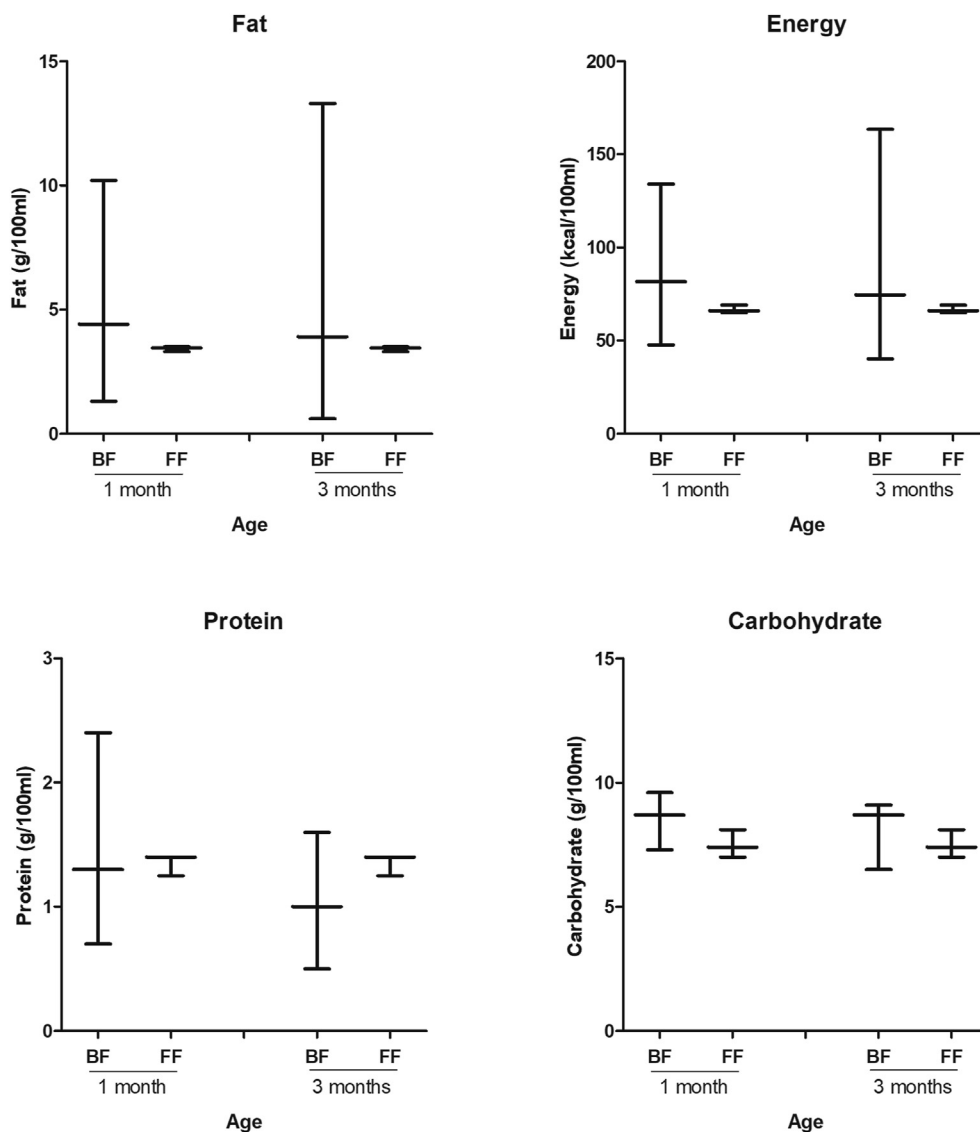 Fat
Fat (g/100ml)
15
10
5
0
BF FF BF FF
1 month 3 months
Age
Energy
Energy (kcal/100ml)
200
150
100
50
0
BF FF BF FF
1 month 3 months
Age
Protein
Protein (g/100ml)
3
2
1
0
BF FF BF FF
1 month 3 months
Age
Carbohydrate
Carbohydrate (g/100ml)
15
10
5
0
BF FF BF FF
1 month 3 months
Age